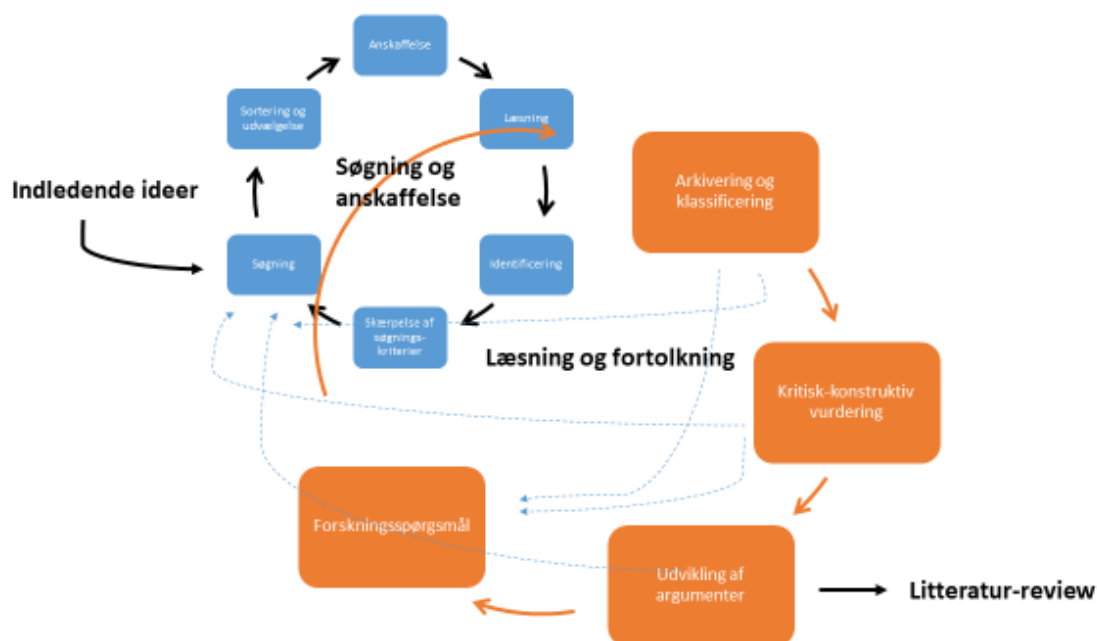 Anskaffelse
Sortering og
udvælgelse
Læsning
Søgning og
anskaffelse
Indledende ideer
Arkivering og
klassificering
Søgning
Identificering
Skærpelse af
søgnings-
kriterier
Læsning og fortolkning
Kritisk-konstruktiv
vurdering
Forskningsspørgsmål
Udvikling af
argumenter
Litteratur-review